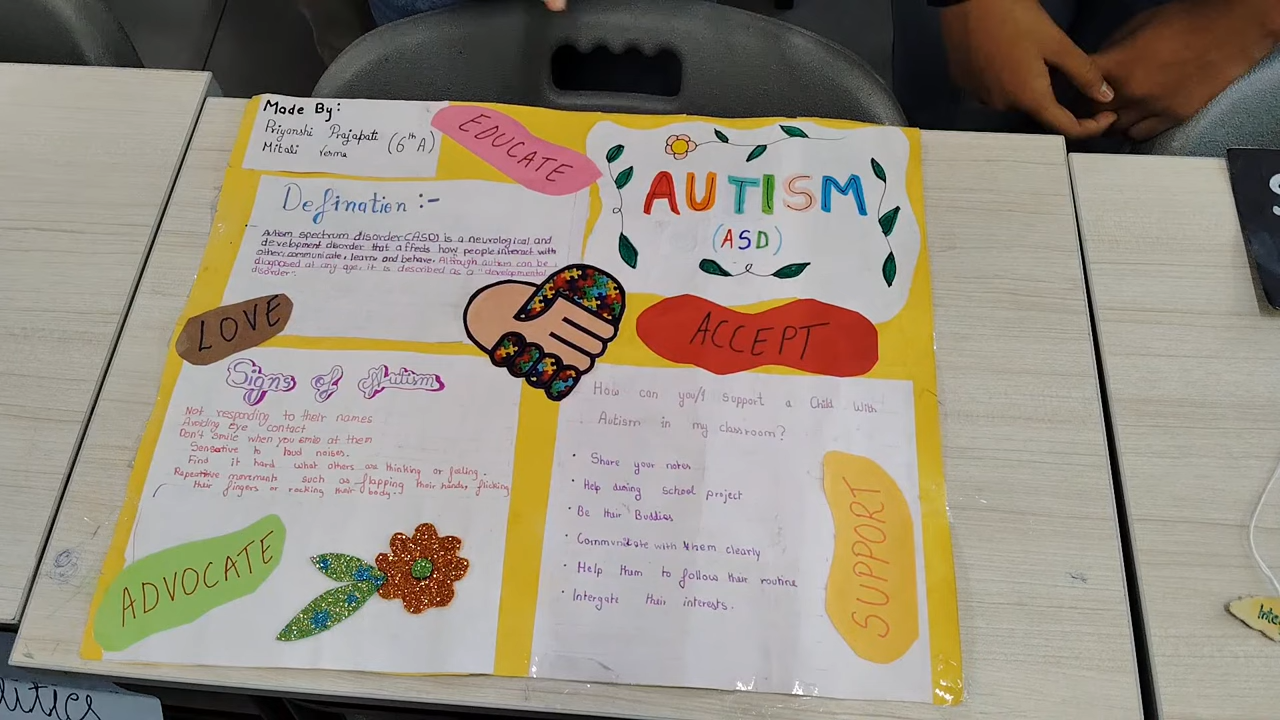 Made By:
Priyanshi Prajapati (6th A)
Mitali Verma
EDUCATE
AUTISM
(ASD)
Defination :-
Autism spectrum disorder (ASD) is a neurological and
development disorder that affects how people interact with
other, communicate, learn and behave. Although autism can be
diagnosed at any age, it is described as a "developmental
disorder".
LOVE
ACCEPT
Signs of Autism
Not responding to their names
Avoiding Eye contact
Don't smile when you smile at them
Sensative to loud noises.
Find it hard what others are thinking or falling.
Repeatitive movements such as flapping their hands, flicking
their fingers or rocking their body.
ADVOCATE
How can you/I support a Child with
Autism in my classroom?
• Share your notes
• Help during school project
• Be their Buddies
• Communicate with them clearly
• Help them to follow their routine
• Intergate their interests.
SUPPORT
litics
Inte